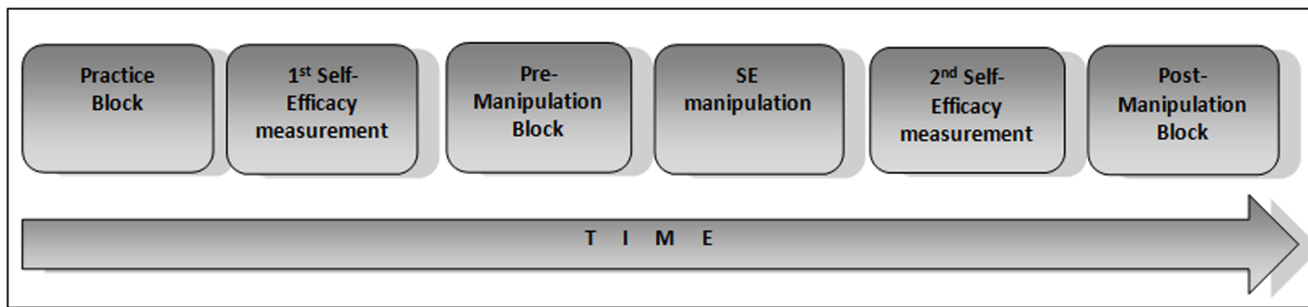 Practice
Block
1st Self-
Efficacy
measurement
Pre-
Manipulation
Block
SE
manipulation
2nd Self-
Efficacy
measurement
Post-
Manipulation
Block
T I M E